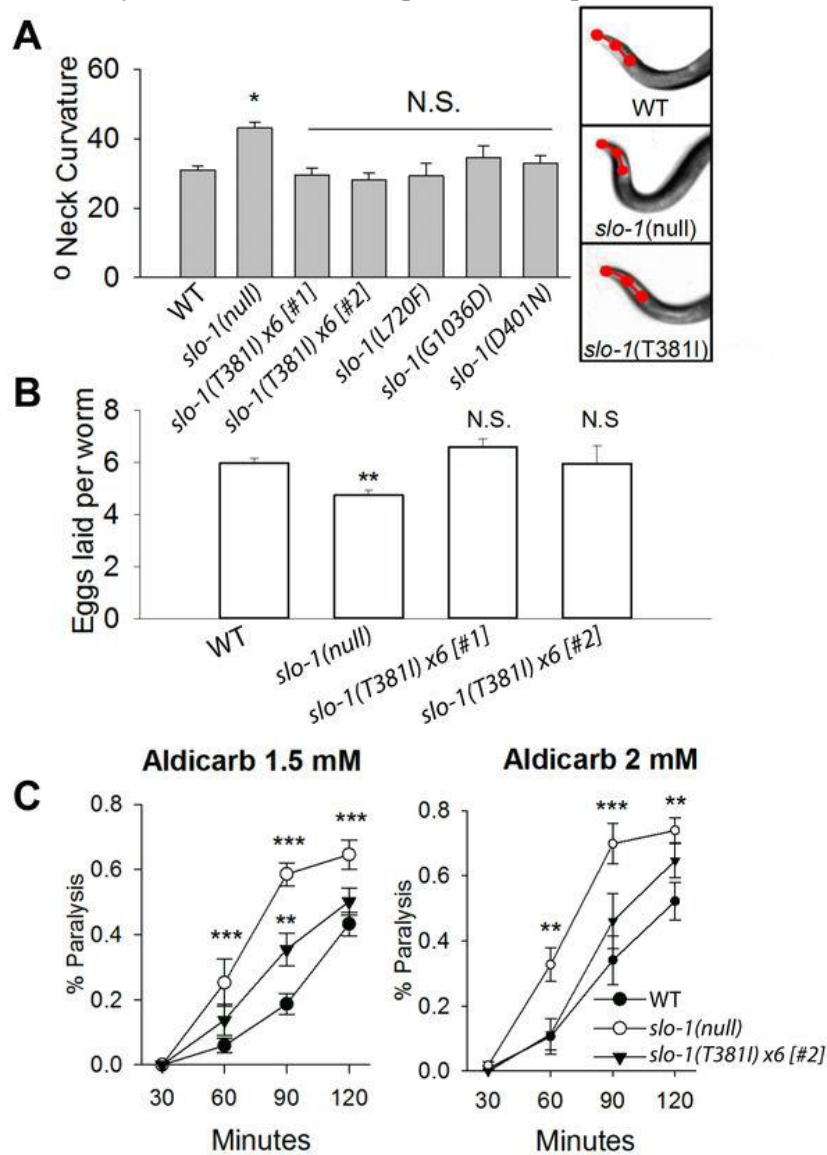 A
60
40
20
0
o Neck Curvature
*
N.S.
WT
slo-1(null)
slo-1(T381I) x6 [#1]
slo-1(T381I) x6 [#2]
slo-1(L720F)
slo-1(G1036D)
slo-1(D401N)
WT
slo-1(null)
slo-1(T381I)
B
8
6
4
2
0
Eggs laid per worm
**
N.S.
N.S
WT
slo-1(null)
slo-1(T381I) x6 [#1]
slo-1(T381I) x6 [#2]
C
Aldicarb 1.5 mM
0.8
0.6
0.4
0.2
0.0
% Paralysis
***
***
**
***
30 60 90 120
Minutes
Aldicarb 2 mM
0.8
0.6
0.4
0.2
0.0
% Paralysis
**
***
**
WT
slo-1(null)
slo-1(T381I) x6 [#2]
30 60 90 120
Minutes